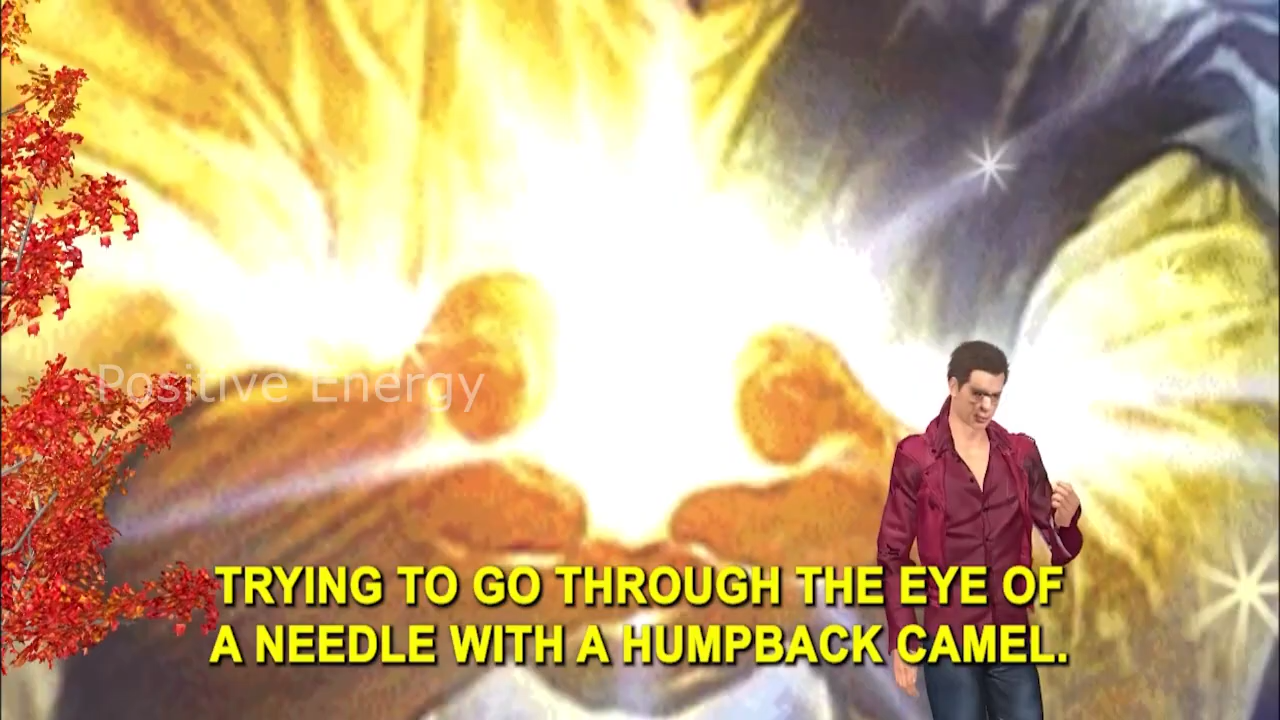 Positive Energy
TRYING TO GO THROUGH THE EYE OF
A NEEDLE WITH A HUMPBACK CAMEL.